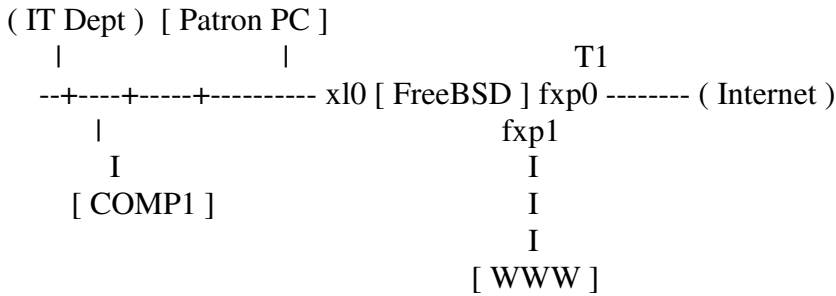 ( IT Dept ) [ Patron PC ]
| | T1
--+----+-----+---------- xl0 [ FreeBSD ] fxp0 -------- ( Internet )
| fxp1
I I
[ COMP1 ] I
I
[ WWW ]